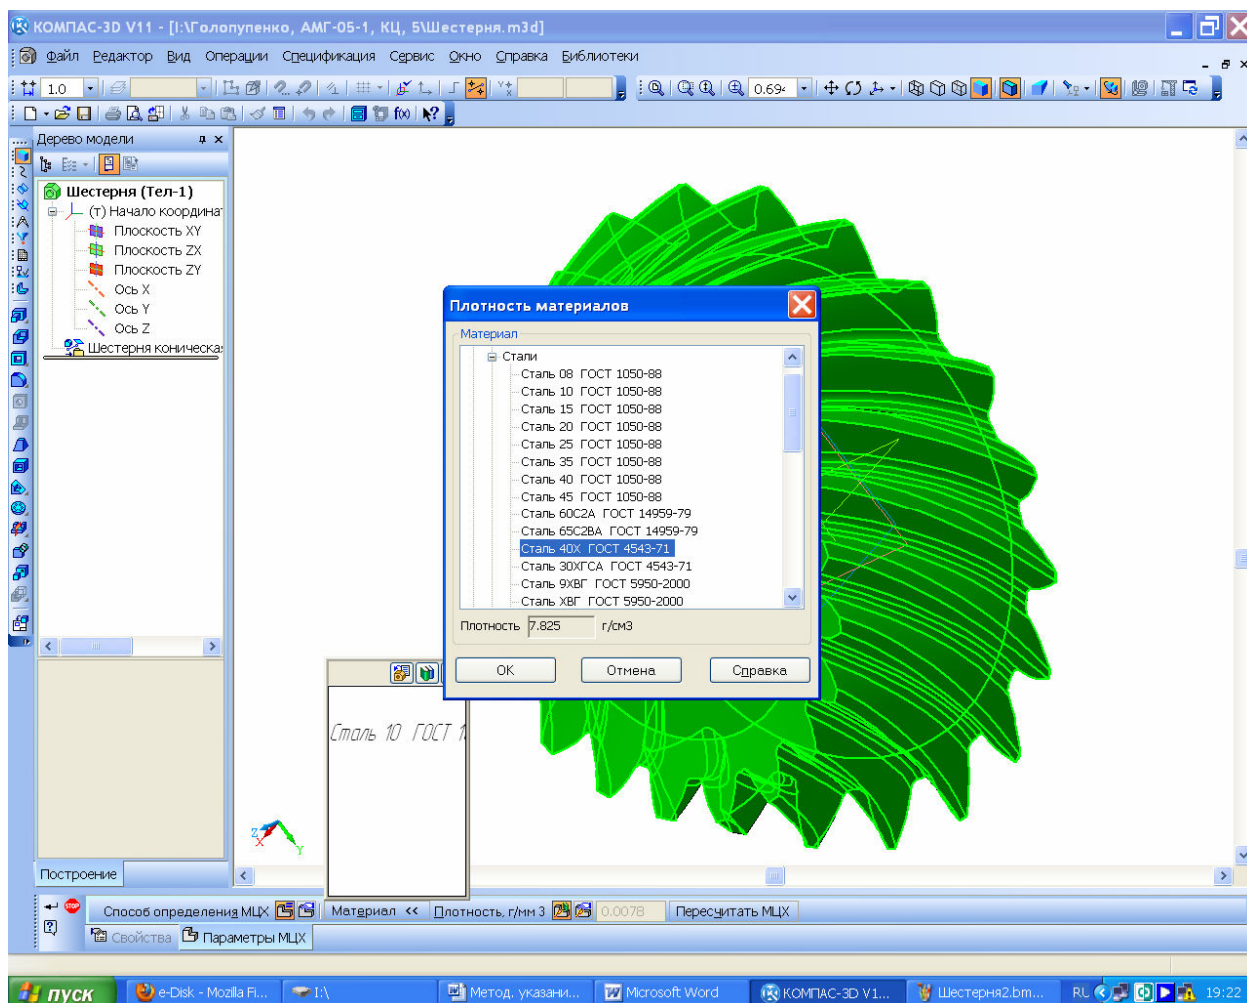 КОМПАС-3D V11 - [I:\Голопупенко, АМГ-05-1, КЦ, 5\Шестерня.m3d]
Файл Редактор Вид Операции Спецификация Сервис Окно Справка Библиотеки
1.0 0.694
f(x)
Дерево модели
Шестерня (Тел-1)
(т) Начало координат
Плоскость XY
Плоскость ZX
Плоскость ZY
Ось X
Ось Y
Ось Z
Шестерня коническая
Плотность материалов
Материал
Стали
Сталь 08 ГОСТ 1050-88
Сталь 10 ГОСТ 1050-88
Сталь 15 ГОСТ 1050-88
Сталь 20 ГОСТ 1050-88
Сталь 25 ГОСТ 1050-88
Сталь 35 ГОСТ 1050-88
Сталь 40 ГОСТ 1050-88
Сталь 45 ГОСТ 1050-88
Сталь 60С2А ГОСТ 14959-79
Сталь 65С2ВА ГОСТ 14959-79
Сталь 40Х ГОСТ 4543-71
Сталь 30ХГСА ГОСТ 4543-71
Сталь 9ХВГ ГОСТ 5950-2000
Сталь ХВГ ГОСТ 5950-2000
Плотность 7.825 г/см3
ОК Отмена Справка
Сталь 10 ГОСТ 1
Z X Y
Построение
STOP Способ определения МЦХ Материал << Плотность, г/мм 3 0.0078 Пересчитать МЦХ
Свойства Параметры МЦХ
пуск e-Disk - Mozilla Fi... I:\ Метод. указани... Microsoft Word КОМПАС-3D V1... Шестерня2.bm... RU 19:22